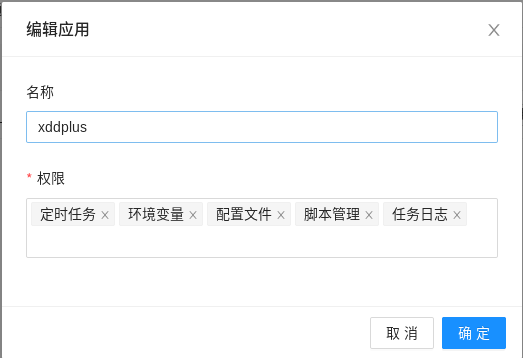 编辑应用
名称
xddplus
* 权限
定时任务 环境变量 配置文件 脚本管理 任务日志
取 消 确 定